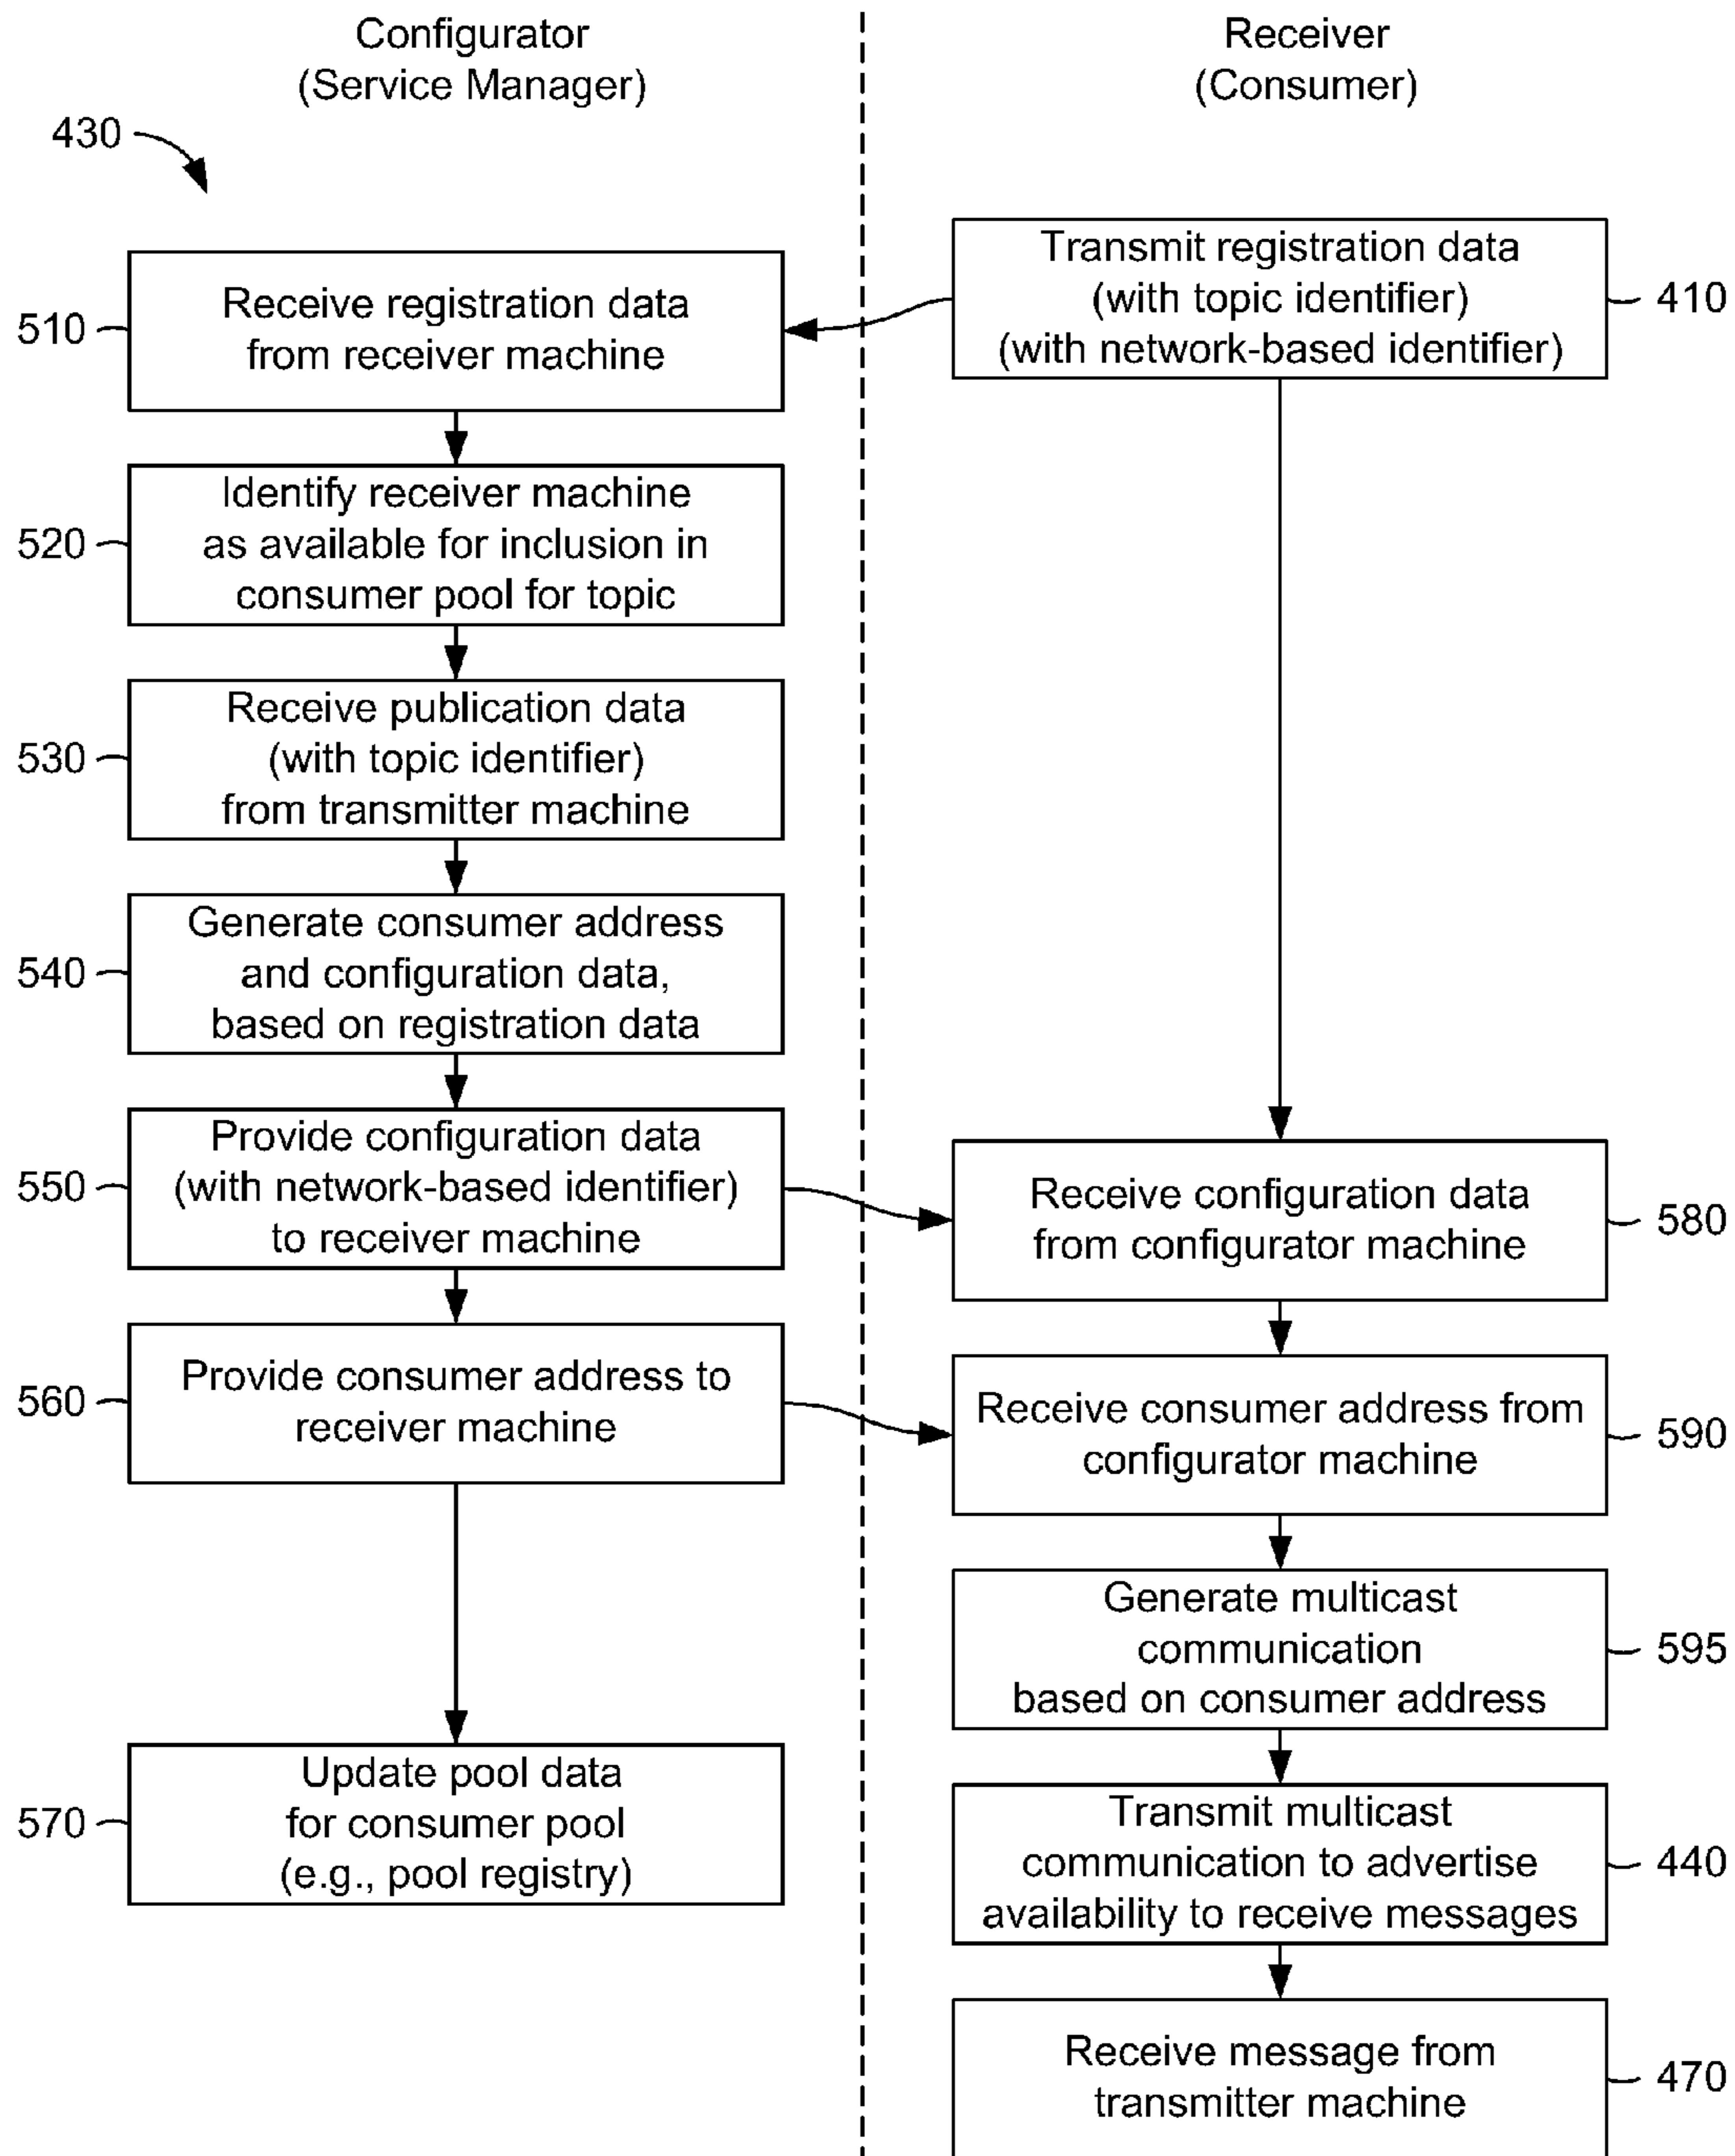 Configurator
(Service Manager)
Receiver
(Consumer)
430
410
Transmit registration data
(with topic identifier)
(with network-based identifier)
510
Receive registration data
from receiver machine
520
Identify receiver machine
as available for inclusion in
consumer pool for topic
530
Receive publication data
(with topic identifier)
from transmitter machine
540
Generate consumer address
and configuration data,
based on registration data
550
Provide configuration data
(with network-based identifier)
to receiver machine
580
Receive configuration data
from configurator machine
560
Provide consumer address to
receiver machine
590
Receive consumer address from
configurator machine
595
Generate multicast
communication
based on consumer address
570
Update pool data
for consumer pool
(e.g., pool registry)
440
Transmit multicast
communication to advertise
availability to receive messages
470
Receive message from
transmitter machine